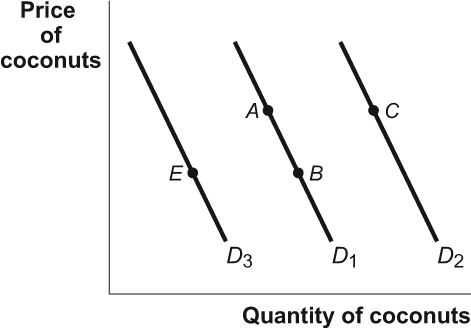 Price
of
coconuts
A
C
E
B
D3
D1
D2
Quantity of coconuts